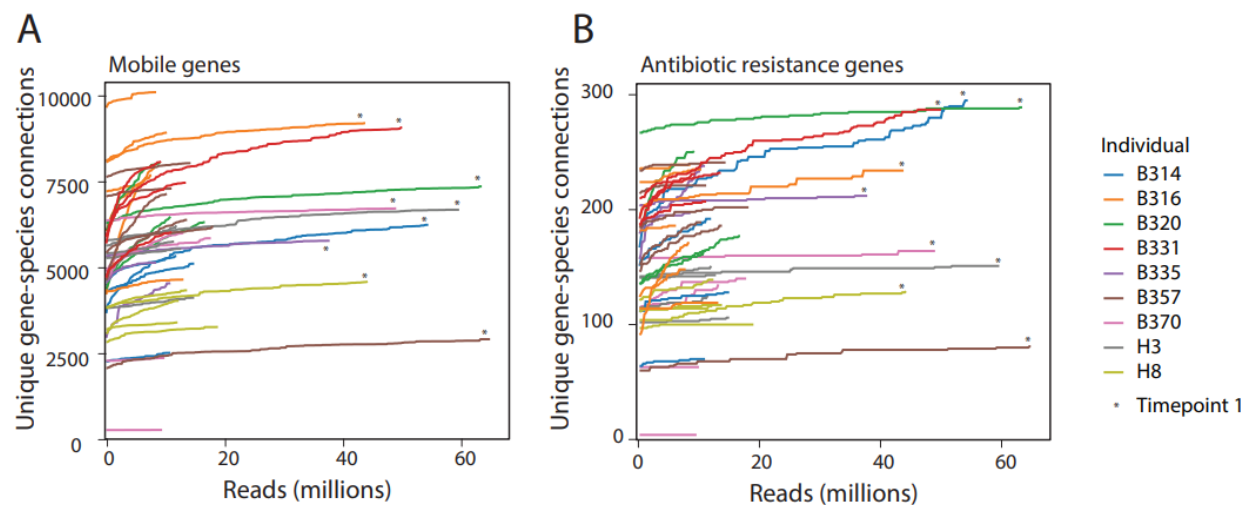 A
Mobile genes
Unique gene-species connections
10000
7500
5000
2500
0
0 20 40 60
Reads (millions)
* * * * * * * * *
B
Antibiotic resistance genes
Unique gene-species connections
300
200
100
0
0 20 40 60
Reads (millions)
* * * * * * * * *
Individual
B314
B316
B320
B331
B335
B357
B370
H3
H8
* Timepoint 1